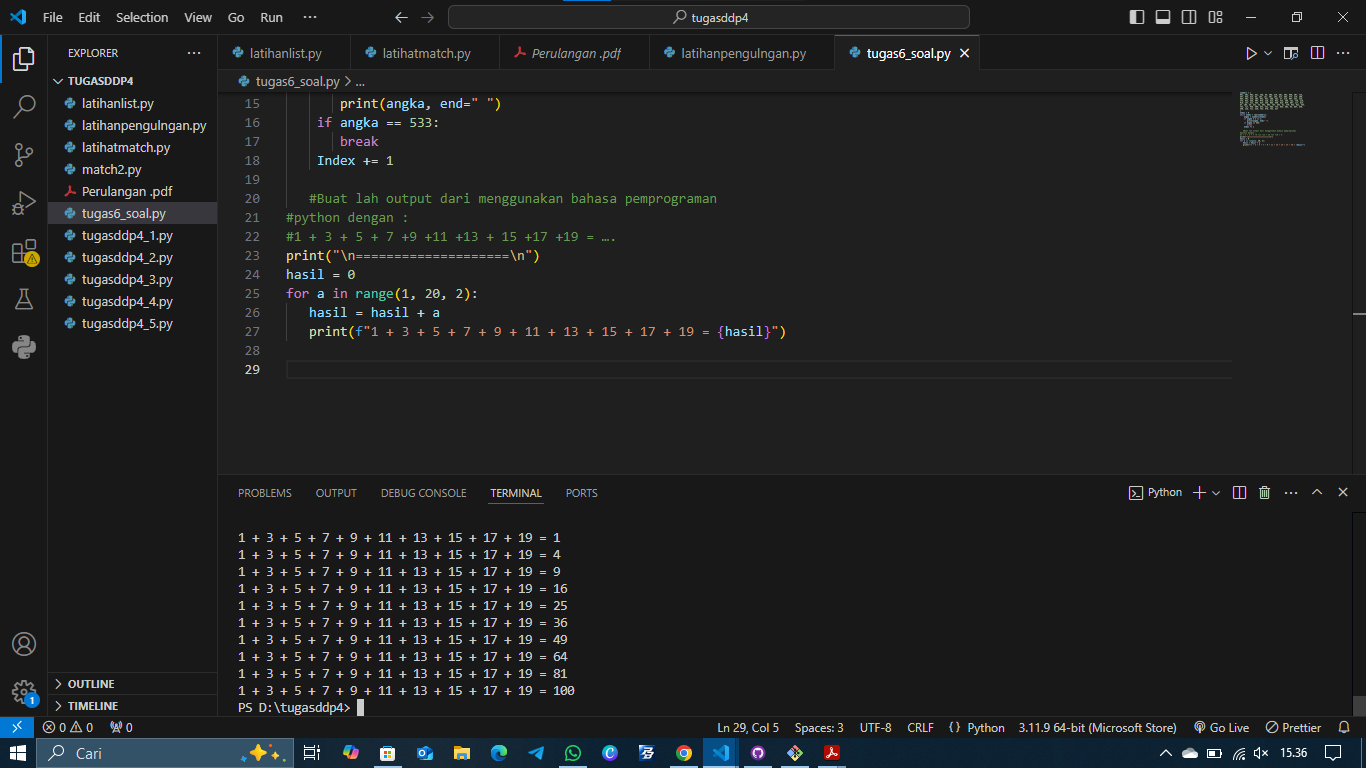 File Edit Selection View Go Run ··· tugasddp4
EXPLORER ···
TUGASDDP4
latihanlist.py
latihanpengulngan.py
latihatmatch.py
match2.py
Perulangan .pdf
tugas6_soal.py
tugasddp4_1.py
tugasddp4_2.py
tugasddp4_3.py
tugasddp4_4.py
tugasddp4_5.py
OUTLINE
TIMELINE
latihanlist.py latihatmatch.py Perulangan .pdf latihanpengulngan.py tugas6_soal.py
tugas6_soal.py > ...
15 print(angka, end=" ")
16 if angka == 533:
17 break
18 Index += 1
19
20 #Buat lah output dari menggunakan bahasa pemprograman
21 #python dengan :
22 #1 + 3 + 5 + 7 +9 +11 +13 + 15 +17 +19 = ….
23 print("\n====================\n")
24 hasil = 0
25 for a in range(1, 20, 2):
26 hasil = hasil + a
27 print(f"1 + 3 + 5 + 7 + 9 + 11 + 13 + 15 + 17 + 19 = {hasil}")
28
29
PROBLEMS OUTPUT DEBUG CONSOLE TERMINAL PORTS Python
1 + 3 + 5 + 7 + 9 + 11 + 13 + 15 + 17 + 19 = 1
1 + 3 + 5 + 7 + 9 + 11 + 13 + 15 + 17 + 19 = 4
1 + 3 + 5 + 7 + 9 + 11 + 13 + 15 + 17 + 19 = 9
1 + 3 + 5 + 7 + 9 + 11 + 13 + 15 + 17 + 19 = 16
1 + 3 + 5 + 7 + 9 + 11 + 13 + 15 + 17 + 19 = 25
1 + 3 + 5 + 7 + 9 + 11 + 13 + 15 + 17 + 19 = 36
1 + 3 + 5 + 7 + 9 + 11 + 13 + 15 + 17 + 19 = 49
1 + 3 + 5 + 7 + 9 + 11 + 13 + 15 + 17 + 19 = 64
1 + 3 + 5 + 7 + 9 + 11 + 13 + 15 + 17 + 19 = 81
1 + 3 + 5 + 7 + 9 + 11 + 13 + 15 + 17 + 19 = 100
PS D:\tugasddp4>
1
0 0 0 Ln 29, Col 5 Spaces: 3 UTF-8 CRLF {} Python 3.11.9 64-bit (Microsoft Store) Go Live Prettier
Cari 15.36